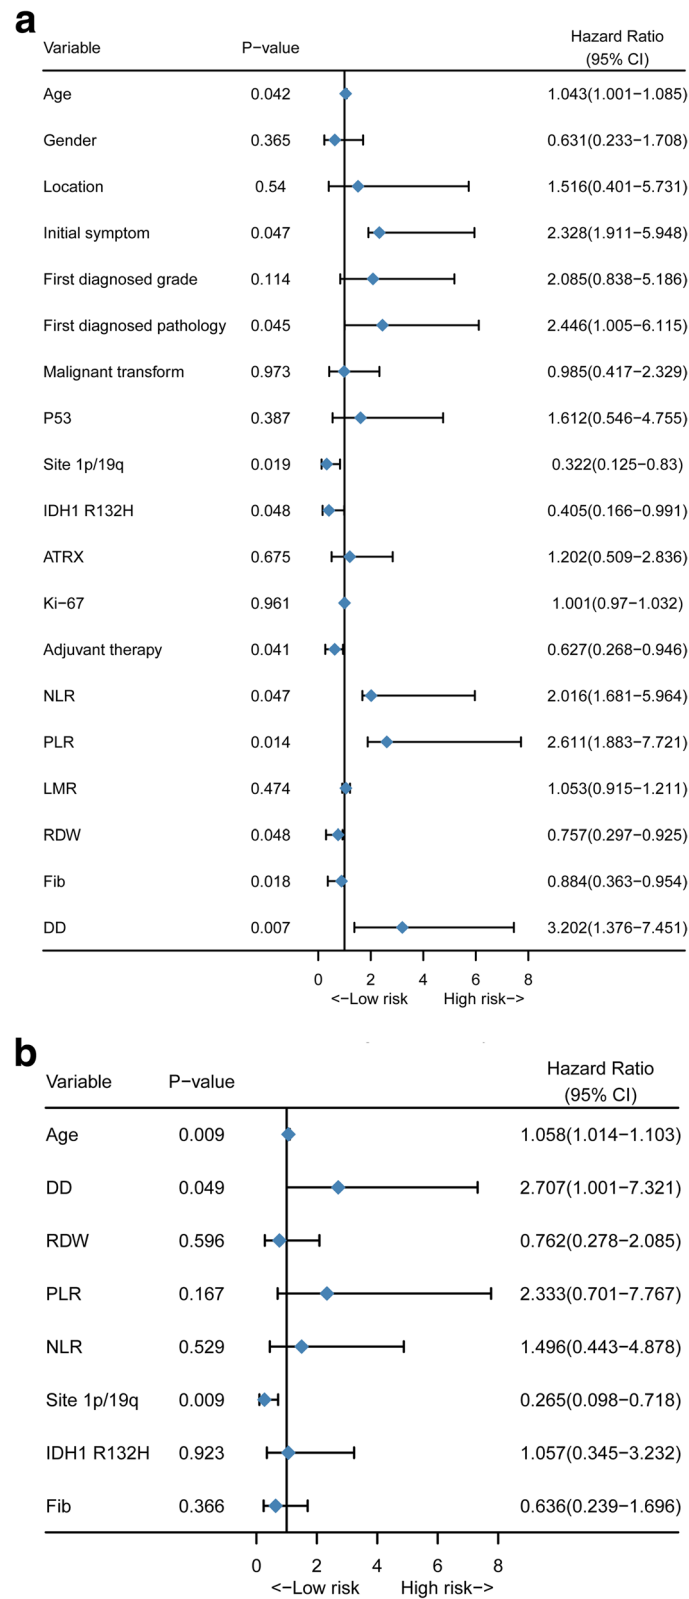 a
Variable P−value Hazard Ratio
(95% CI)
Age 0.042 1.043(1.001−1.085)
Gender 0.365 0.631(0.233−1.708)
Location 0.54 1.516(0.401−5.731)
Initial symptom 0.047 2.328(1.911−5.948)
First diagnosed grade 0.114 2.085(0.838−5.186)
First diagnosed pathology 0.045 2.446(1.005−6.115)
Malignant transform 0.973 0.985(0.417−2.329)
P53 0.387 1.612(0.546−4.755)
Site 1p/19q 0.019 0.322(0.125−0.83)
IDH1 R132H 0.048 0.405(0.166−0.991)
ATRX 0.675 1.202(0.509−2.836)
Ki−67 0.961 1.001(0.97−1.032)
Adjuvant therapy 0.041 0.627(0.268−0.946)
NLR 0.047 2.016(1.681−5.964)
PLR 0.014 2.611(1.883−7.721)
LMR 0.474 1.053(0.915−1.211)
RDW 0.048 0.757(0.297−0.925)
Fib 0.018 0.884(0.363−0.954)
DD 0.007 3.202(1.376−7.451)
0 2 4 6 8
<−Low risk High risk−>
b
Variable P−value Hazard Ratio
(95% CI)
Age 0.009 1.058(1.014−1.103)
DD 0.049 2.707(1.001−7.321)
RDW 0.596 0.762(0.278−2.085)
PLR 0.167 2.333(0.701−7.767)
NLR 0.529 1.496(0.443−4.878)
Site 1p/19q 0.009 0.265(0.098−0.718)
IDH1 R132H 0.923 1.057(0.345−3.232)
Fib 0.366 0.636(0.239−1.696)
0 2 4 6 8
<−Low risk High risk−>